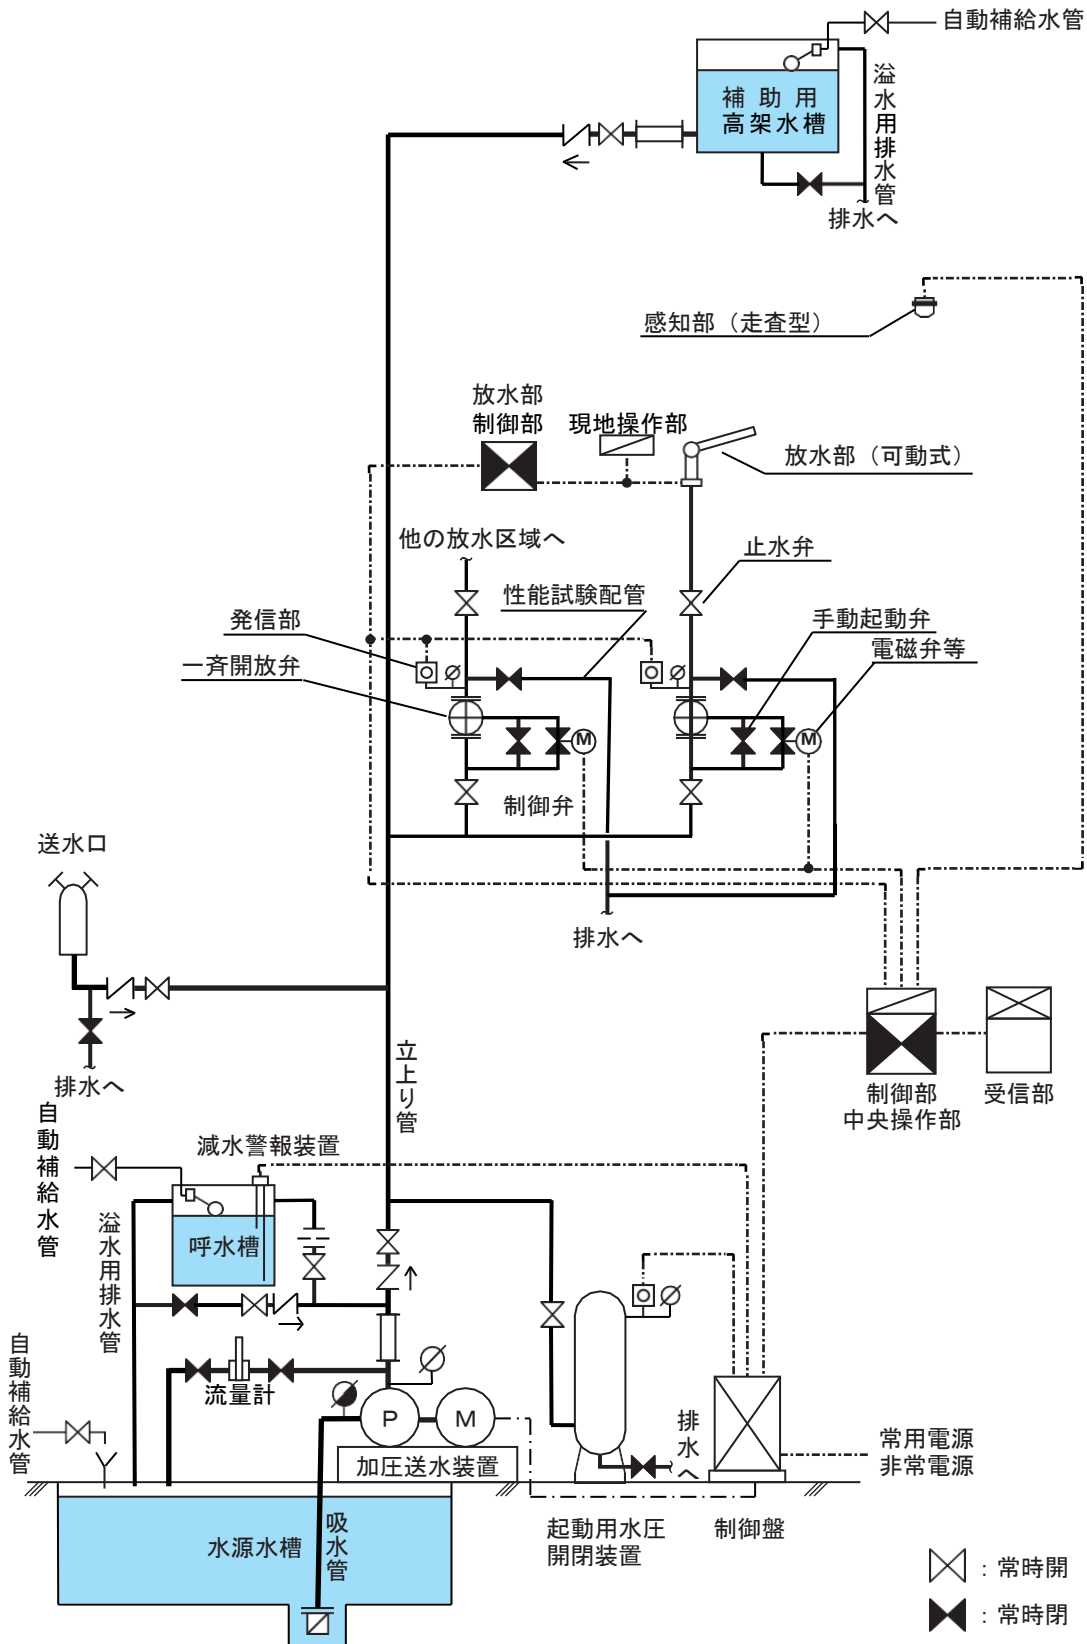 自動補給水管
補助用
高架水槽
溢水用排水管
排水へ
感知部（走査型）
放水部
制御部
現地操作部
放水部（可動式）
他の放水区域へ
止水弁
性能試験配管
発信部
手動起動弁
一斉開放弁
電磁弁等
M
M
制御弁
送水口
排水へ
排水へ
立上り管
制御部
中央操作部
受信部
自動補給水管
減水警報装置
溢水用排水管
呼水槽
自動補給水管
流量計
P
M
加圧送水装置
排水へ
常用電源
非常電源
水源水槽
吸水管
起動用水圧
開閉装置
制御盤
：常時開
：常時閉